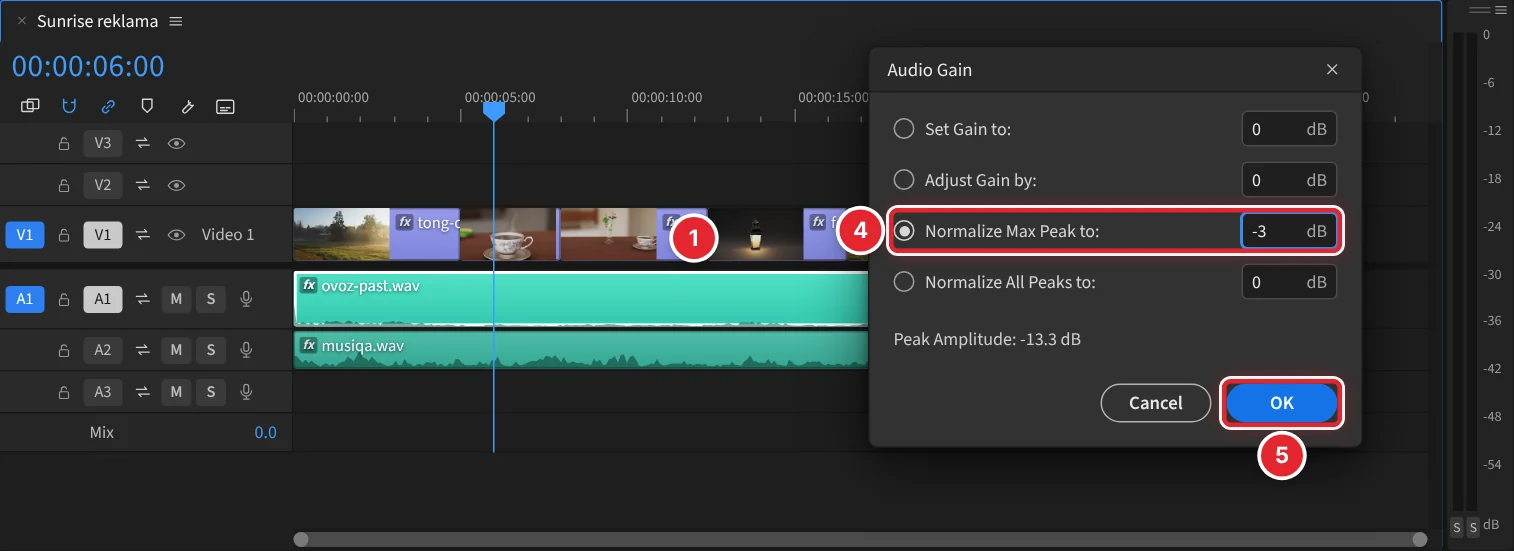 × Sunrise reklama
00:00:06:00
00:00:00:00 00:00:05:00 00:00:10:00 00:00:15:00
V3
V2
V1 V1 Video 1
fx tong-
fx
fx f
A1 A1 M S
fx ovoz-past.wav
A2 M S
fx musiqa.wav
A3 M S
Mix 0.0
Audio Gain ×
Set Gain to: 0 dB
Adjust Gain by: 0 dB
Normalize Max Peak to: -3 dB
Normalize All Peaks to: 0 dB
Peak Amplitude: -13.3 dB
Cancel OK
1
4
5
0
-6
-12
-18
-24
-30
-36
-42
-48
-54
S S dB